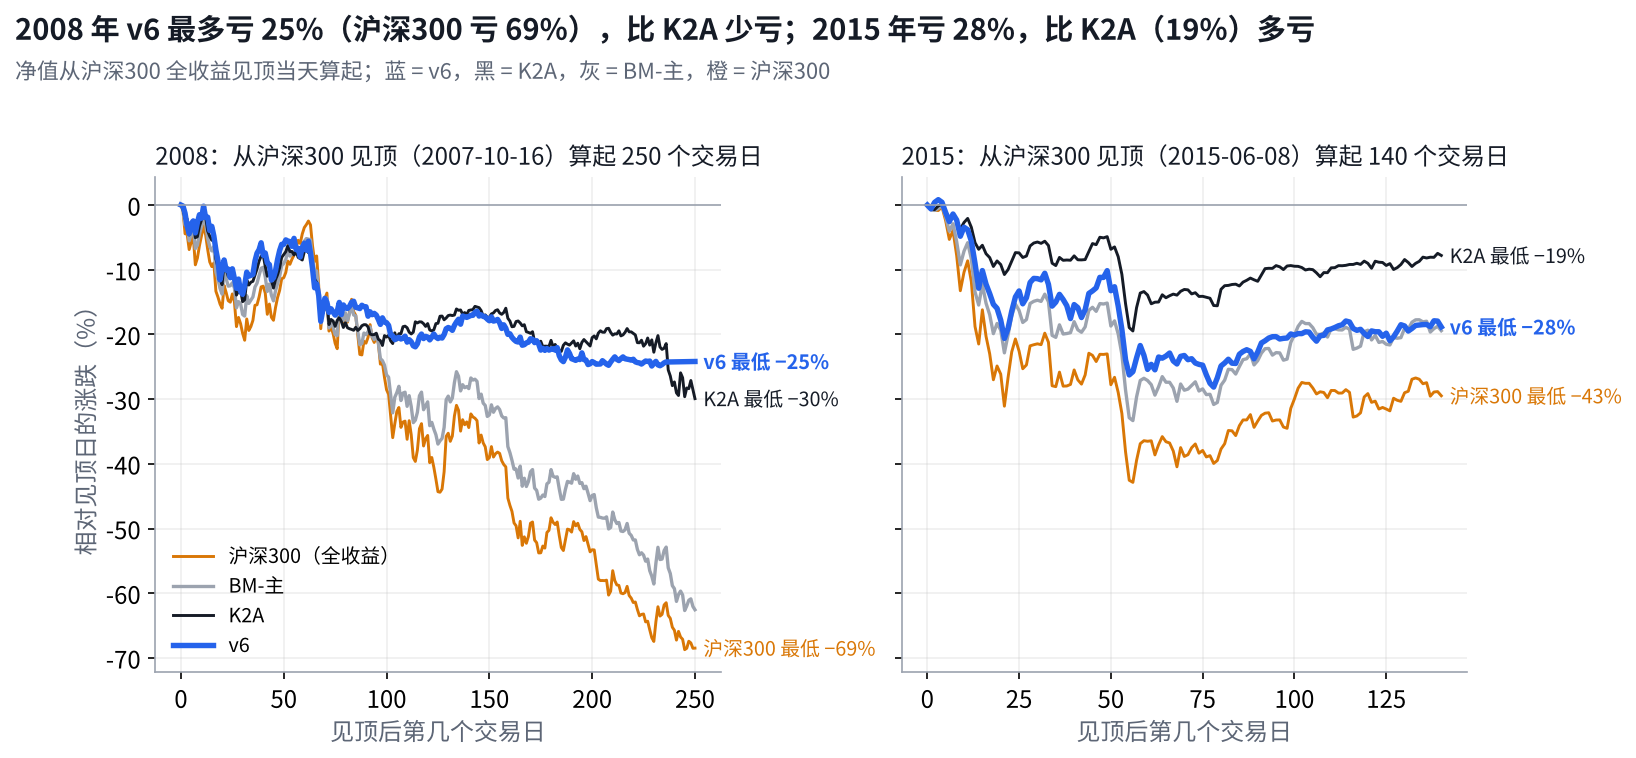 2008 年 v6 最多亏 25%（沪深300 亏 69%），比 K2A 少亏；2015 年亏 28%，比 K2A（19%）多亏
净值从沪深300 全收益见顶当天算起；蓝 = v6，黑 = K2A，灰 = BM-主，橙 = 沪深300
2008：从沪深300 见顶（2007-10-16）算起 250 个交易日
相对见顶日的涨跌（%）
0
-10
-20
-30
-40
-50
-60
-70
v6 最低 −25%
K2A 最低 −30%
沪深300 最低 −69%
沪深300（全收益）
BM-主
K2A
v6
0 50 100 150 200 250
见顶后第几个交易日
2015：从沪深300 见顶（2015-06-08）算起 140 个交易日
K2A 最低 −19%
v6 最低 −28%
沪深300 最低 −43%
0 25 50 75 100 125
见顶后第几个交易日